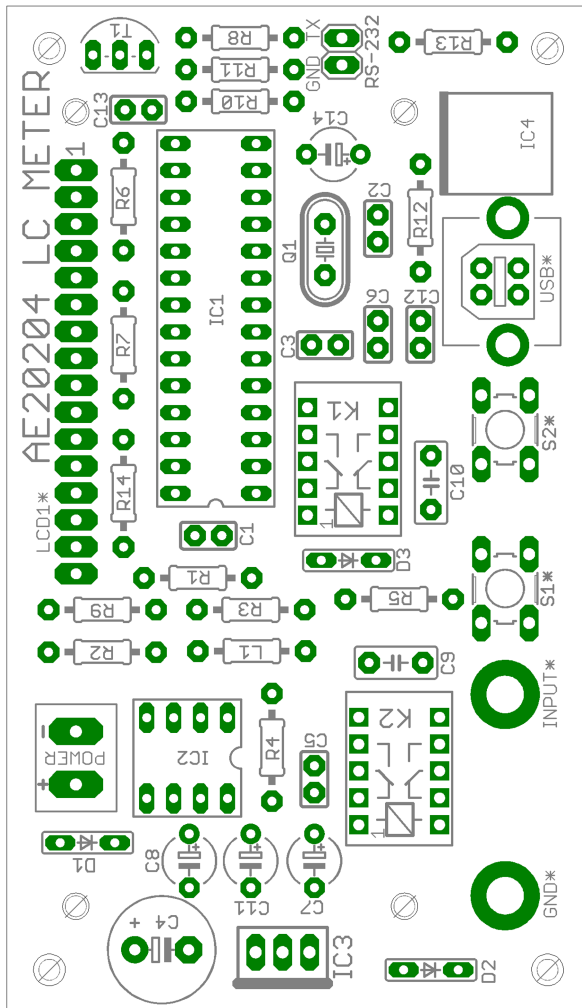 T1
R8
TX
R13
R11
GND
RS-232
R10
C13
C14
IC4
1
AE20204 LC METER
R6
C2
R12
Q1
USB*
IC1
C6
C12
R7
C3
K1
S2*
R14
C10
1
LCD1*
C1
D3
R1
S1*
R9
R3
R5
R2
L1
C9
INPUT*
-
POWER
+
IC2
R4
C5
K2
1
D1
C8
+
C11
+
C7
+
GND*
+
C4
IC3
D2